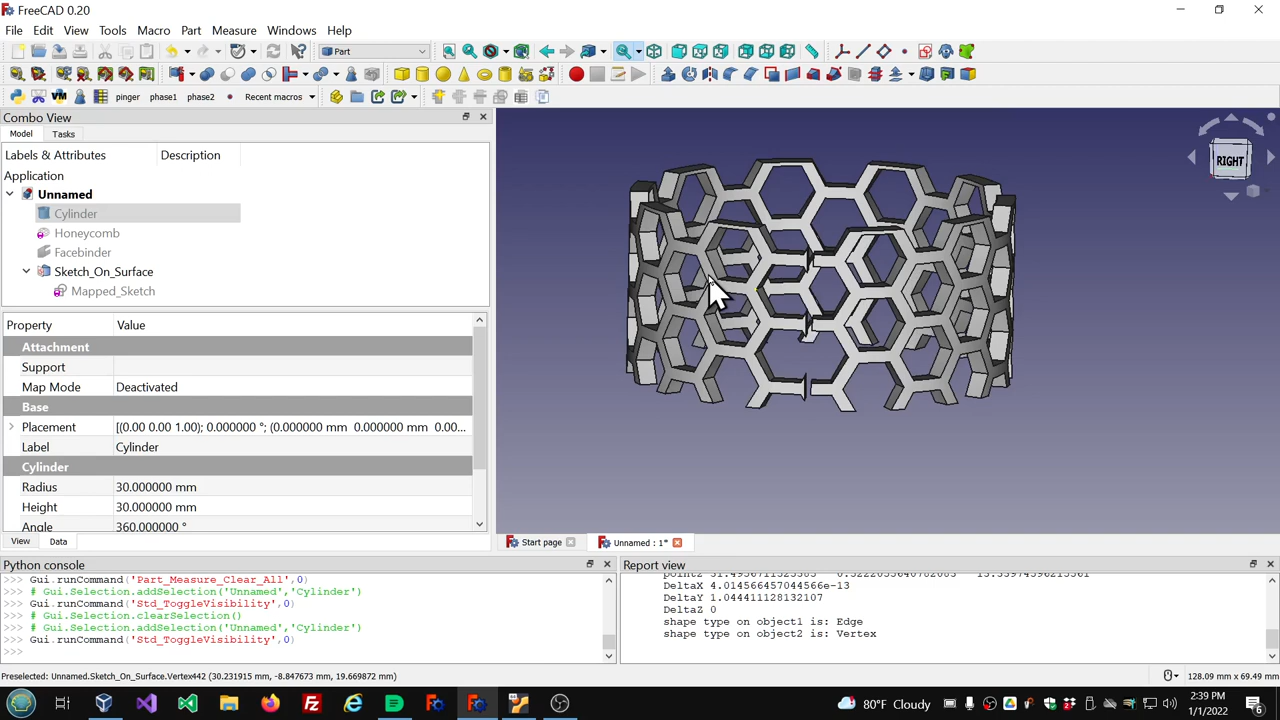 FreeCAD 0.20
File Edit View Tools Macro Part Measure Windows Help
Part
pinger phase1 phase2 Recent macros
Combo View
Model Tasks
Labels & Attributes Description
Application
Unnamed
Cylinder
Honeycomb
Facebinder
Sketch_On_Surface
Mapped_Sketch
Property Value
Attachment
Support
Map Mode Deactivated
Base
Placement [(0.00 0.00 1.00); 0.000000 °; (0.000000 mm 0.000000 mm 0.00...
Label Cylinder
Cylinder
Radius 30.000000 mm
Height 30.000000 mm
Angle 360.000000 °
View Data
RIGHT
Start page Unnamed : 1*
Python console
>>> Gui.runCommand('Part_Measure_Clear_All',0)
>>> # Gui.Selection.addSelection('Unnamed','Cylinder')
>>> Gui.runCommand('Std_ToggleVisibility',0)
>>> # Gui.Selection.clearSelection()
>>> # Gui.Selection.addSelection('Unnamed','Cylinder')
>>> Gui.runCommand('Std_ToggleVisibility',0)
>>>
Report view
DeltaX 4.014566457044566e-13
DeltaY 1.044411128132107
DeltaZ 0
shape type on object1 is: Edge
shape type on object2 is: Vertex
Preselected: Unnamed.Sketch_On_Surface.Vertex442 (30.231915 mm, -8.847673 mm, 19.669872 mm)
128.09 mm x 69.49 mm
80°F Cloudy
2:39 PM
1/1/2022